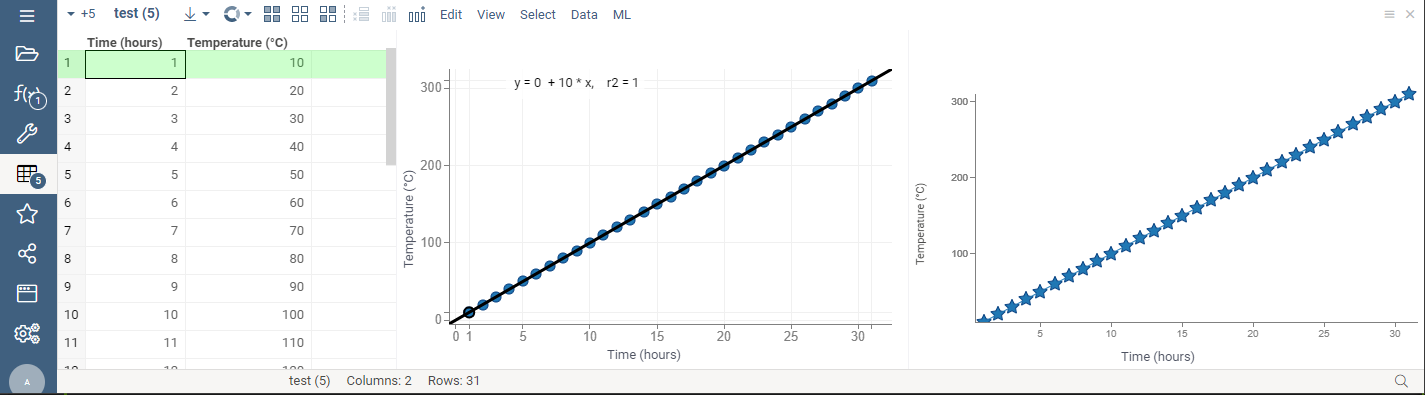 +5 test (5) Edit View Select Data ML
Time (hours) Temperature (°C)
1 1 10
2 2 20
3 3 30
4 4 40
5 5 50
6 6 60
7 7 70
8 8 80
9 9 90
10 10 100
11 11 110
f(x) 1
5
A
y = 0 + 10 * x, r2 = 1
Temperature (°C)
300
200
100
0
0 1 5 10 15 20 25 30
Time (hours)
Temperature (°C)
300
200
100
5 10 15 20 25 30
Time (hours)
test (5) Columns: 2 Rows: 31